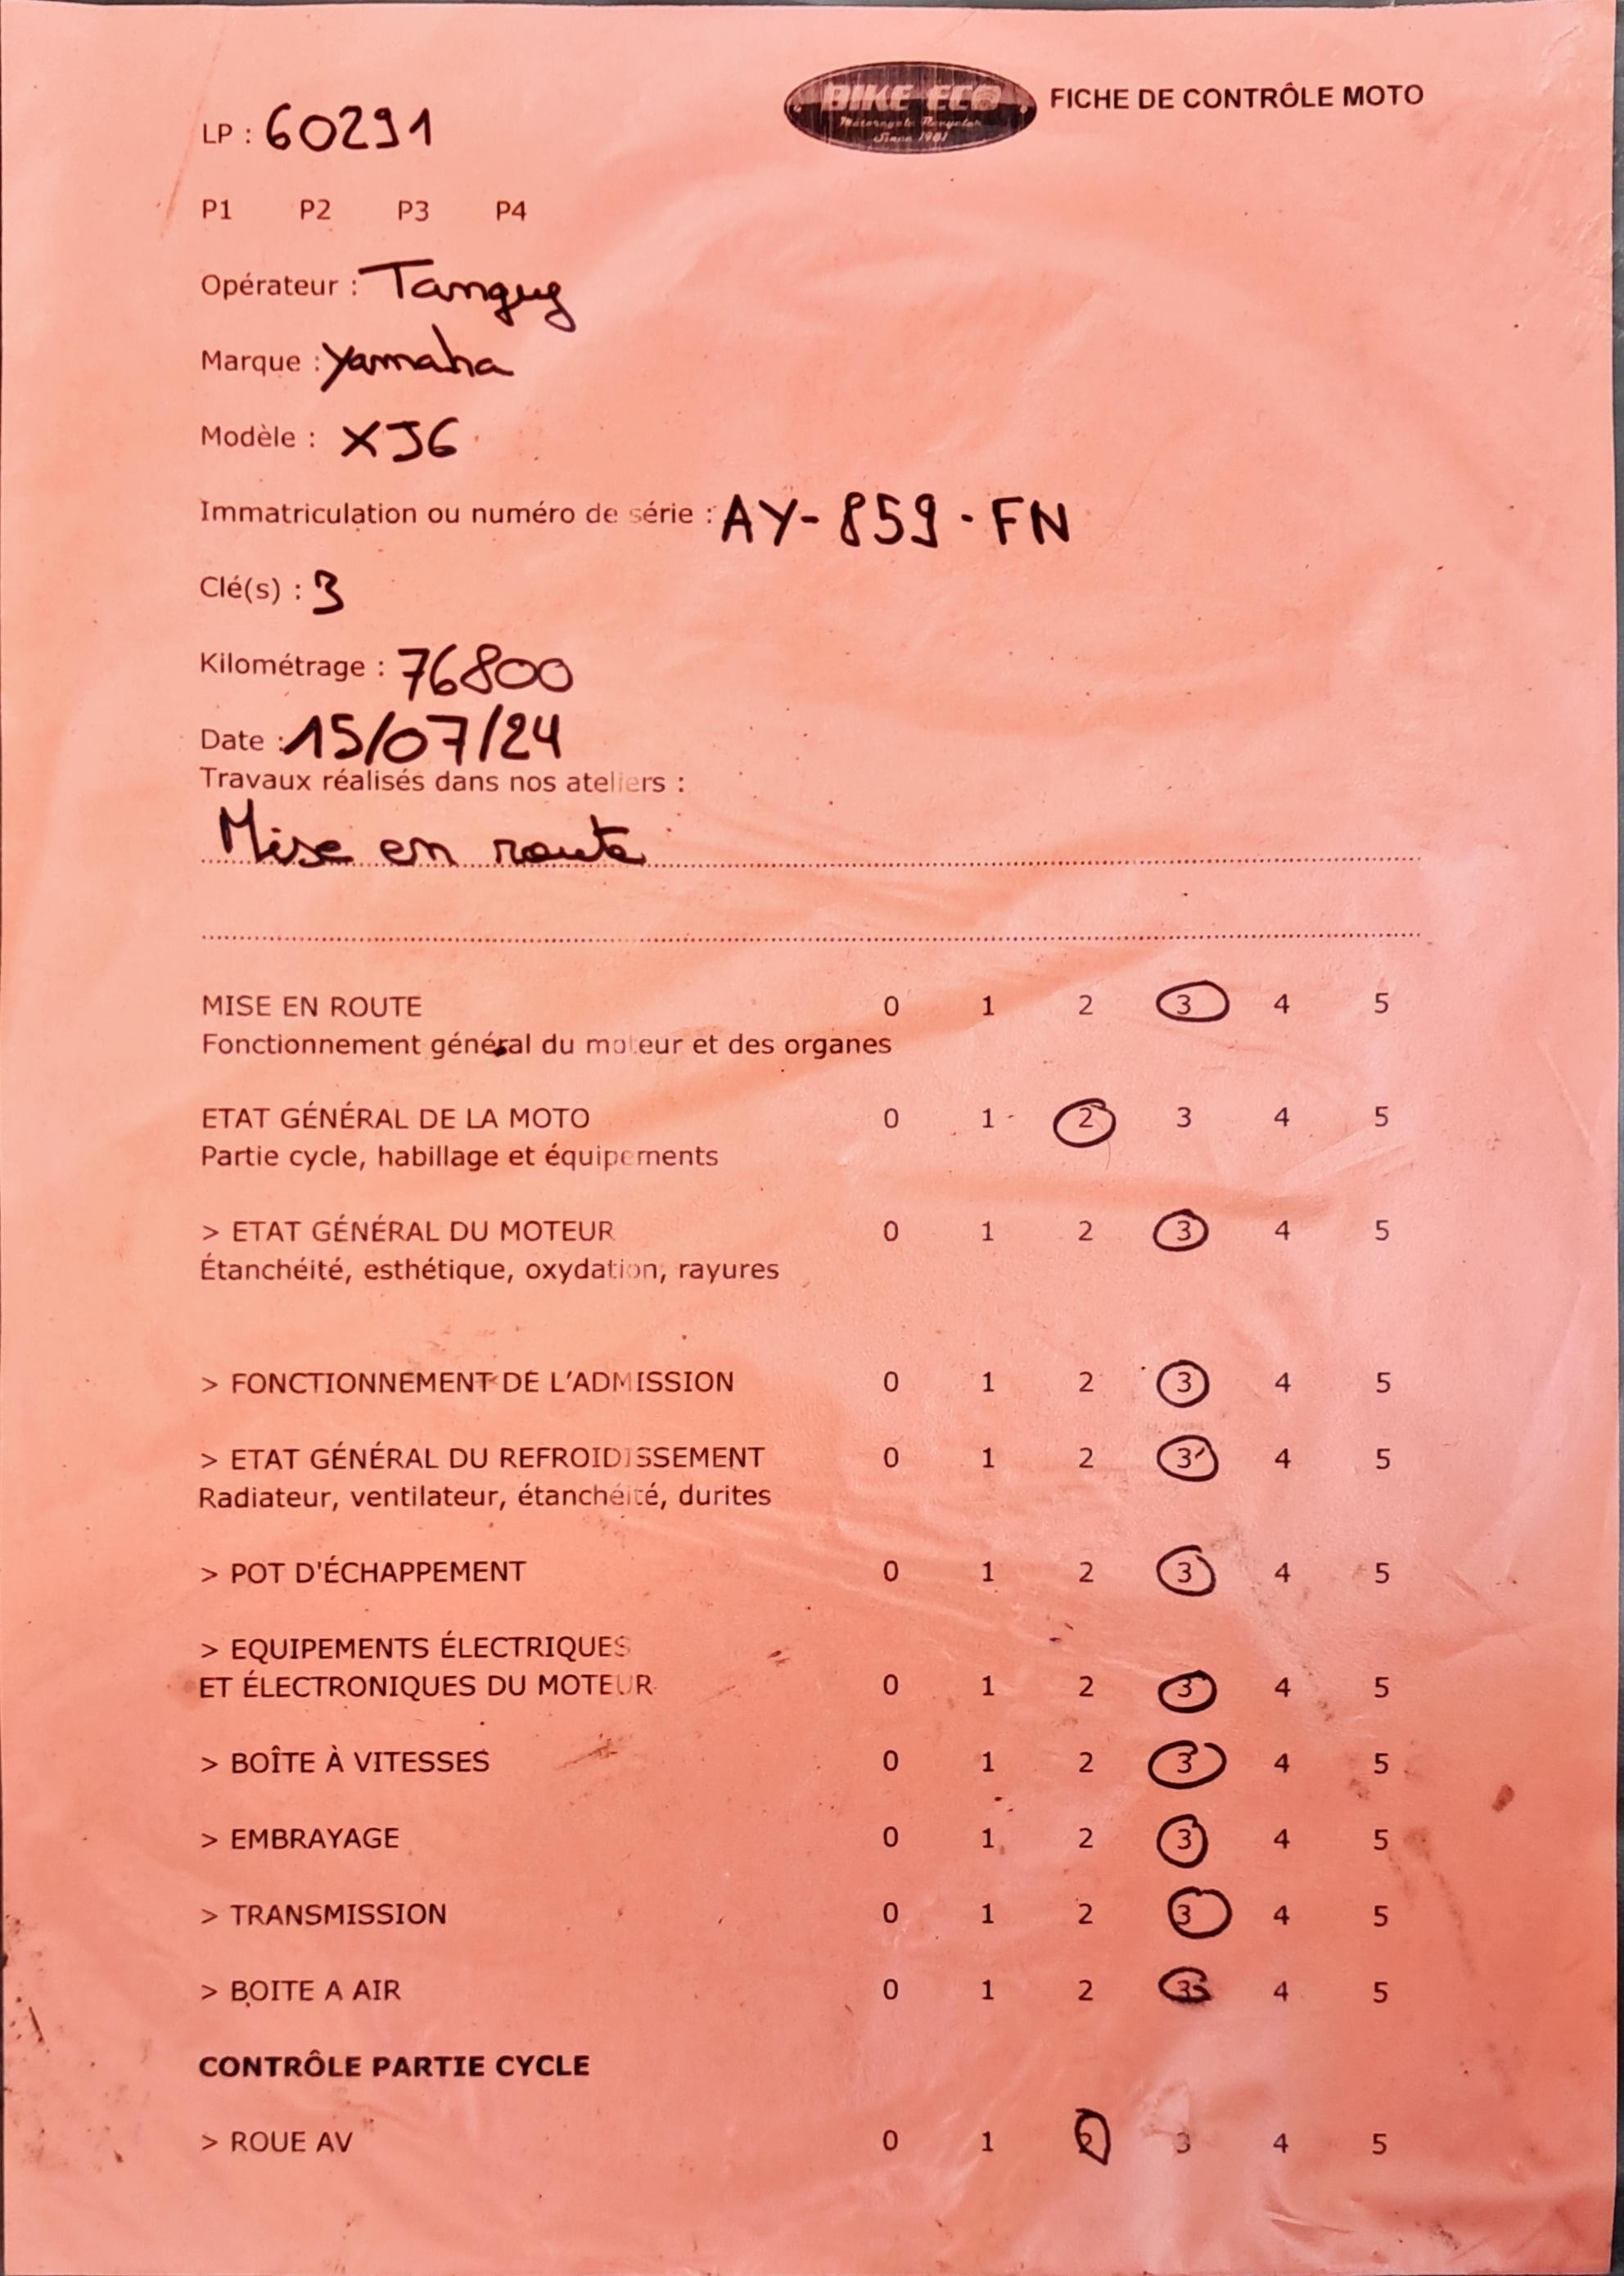 BIKE ECO
Motorcycle Recycler
Since 1981
FICHE DE CONTRÔLE MOTO
LP : 60291
P1 P2 P3 P4
Opérateur : Tanguy
Marque : Yamaha
Modèle : XJ6
Immatriculation ou numéro de série : AY-859-FN
Clé(s) : 3
Kilométrage : 76800
Date : 15/07/24
Travaux réalisés dans nos ateliers :
Mise en route
MISE EN ROUTE 0 1 2 3 4 5
Fonctionnement général du moteur et des organes
ETAT GÉNÉRAL DE LA MOTO 0 1 2 3 4 5
Partie cycle, habillage et équipements
> ETAT GÉNÉRAL DU MOTEUR 0 1 2 3 4 5
Étanchéité, esthétique, oxydation, rayures
> FONCTIONNEMENT DE L'ADMISSION 0 1 2 3 4 5
> ETAT GÉNÉRAL DU REFROIDISSEMENT 0 1 2 3 4 5
Radiateur, ventilateur, étanchéité, durites
> POT D'ÉCHAPPEMENT 0 1 2 3 4 5
> EQUIPEMENTS ÉLECTRIQUES
ET ÉLECTRONIQUES DU MOTEUR 0 1 2 3 4 5
> BOÎTE À VITESSES 0 1 2 3 4 5
> EMBRAYAGE 0 1 2 3 4 5
> TRANSMISSION 0 1 2 3 4 5
> BOITE A AIR 0 1 2 3 4 5
CONTRÔLE PARTIE CYCLE
> ROUE AV 0 1 2 3 4 5